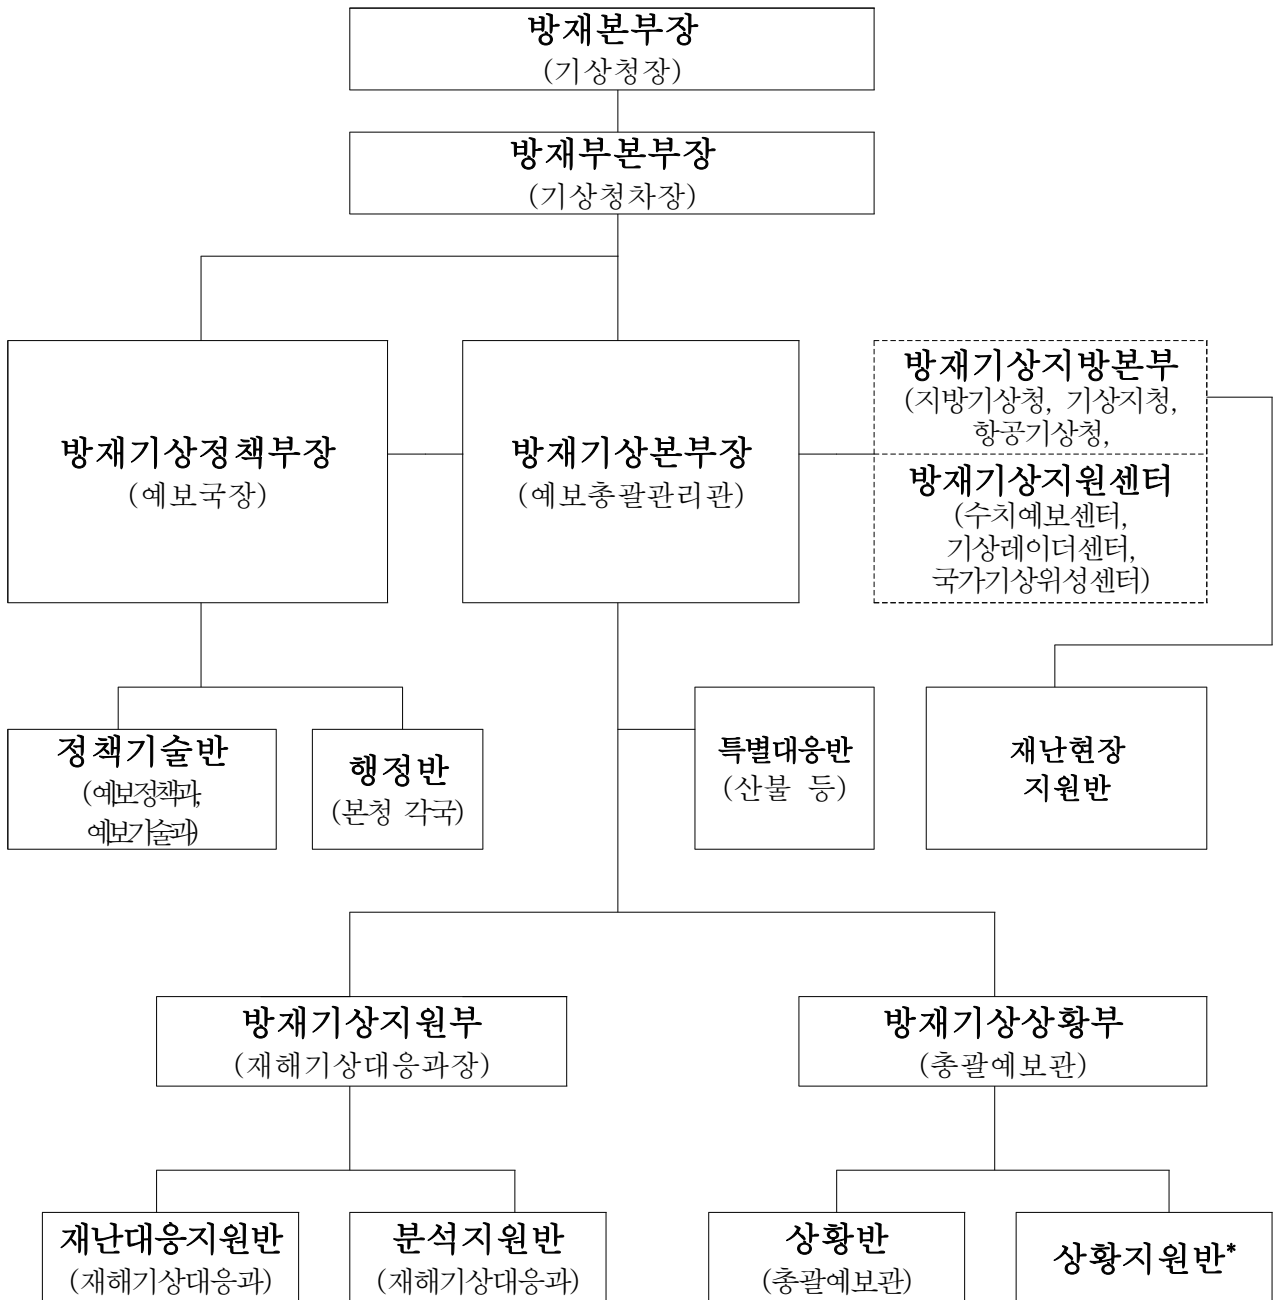 방재본부장
(기상청장)
방재부본부장
(기상청차장)
방재기상정책부장
(예보국장)
방재기상본부장
(예보총괄관리관)
방재기상지방본부
(지방기상청, 기상지청,
항공기상청,
방재기상지원센터
(수치예보센터,
기상레이더센터,
국가기상위성센터)
정책기술반
(예보정책과,
예보기술과)
행정반
(본청 각국)
특별대응반
(산불 등)
재난현장
지원반
방재기상지원부
(재해기상대응과장)
방재기상상황부
(총괄예보관)
재난대응지원반
(재해기상대응과)
분석지원반
(재해기상대응과)
상황반
(총괄예보관)
상황지원반*